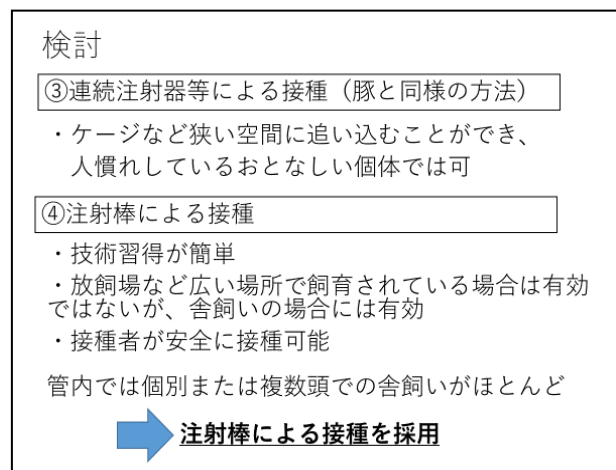 検討
③連続注射器等による接種（豚と同様の方法）
・ケージなど狭い空間に追い込むことができ、
人慣れしているおとなしい個体では可
④注射棒による接種
・技術習得が簡単
・放飼場など広い場所で飼育されている場合は有効
ではないが、舎飼いの場合には有効
・接種者が安全に接種可能
管内では個別または複数頭での舎飼いがほとんど
注射棒による接種を採用